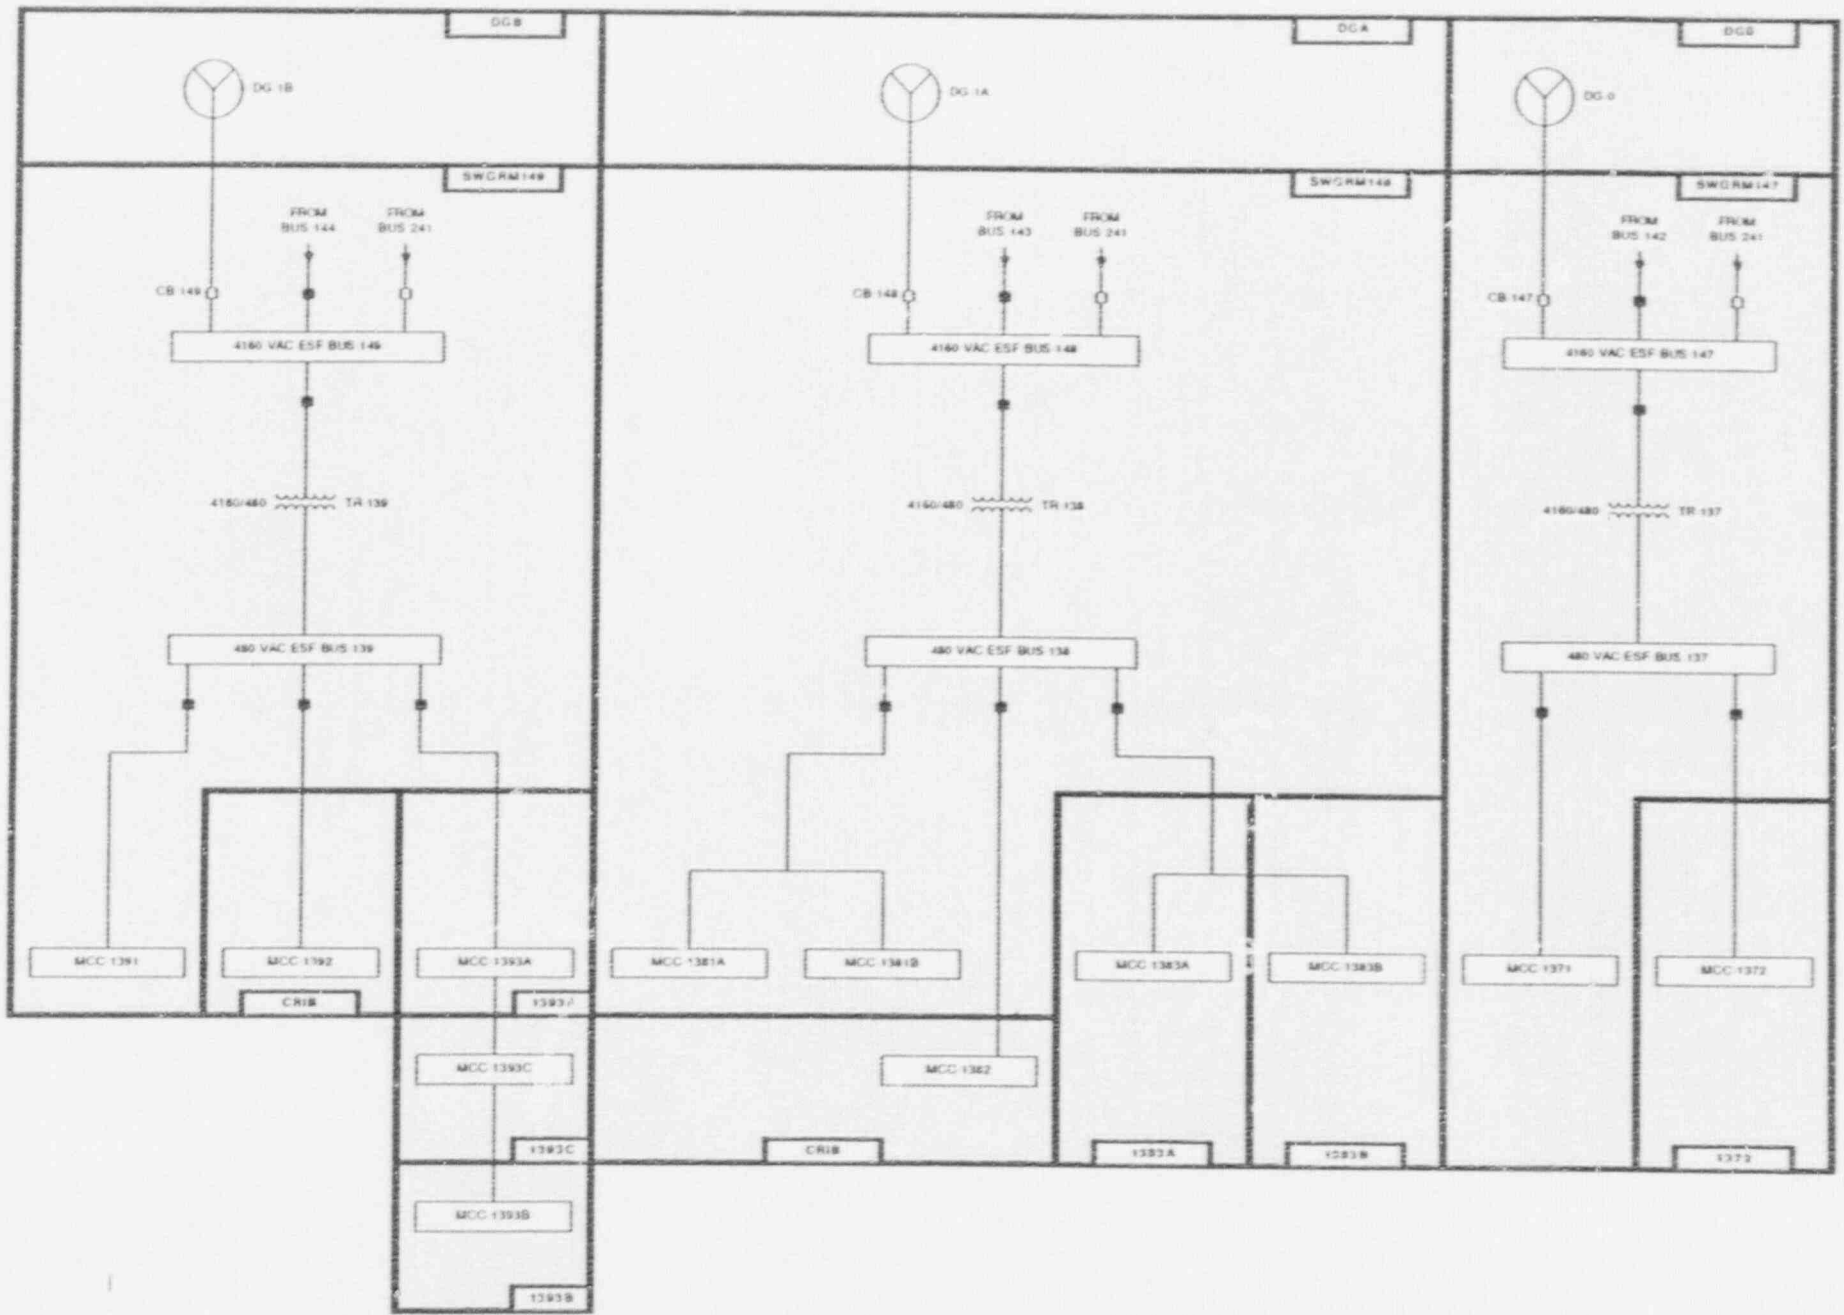 DGB
DGA
DG0
DG 1B
DG 1A
DG 0
SWGRM149
SWGRM148
SWGRM147
FROM
BUS 144
FROM
BUS 241
FROM
BUS 143
FROM
BUS 241
FROM
BUS 142
FROM
BUS 241
CB 149
CB 148
CB 147
4160 VAC ESF BUS 149
4160 VAC ESF BUS 148
4160 VAC ESF BUS 147
4160/480
TR 139
4160/480
TR 138
4160/480
TR 137
480 VAC ESF BUS 139
480 VAC ESF BUS 138
480 VAC ESF BUS 137
MCC 1391
MCC 1392
MCC 1393A
MCC 1381A
MCC 1381B
MCC 1383A
MCC 1383B
MCC 1371
MCC 1372
CRIB
1393A
MCC 1393C
MCC 1382
1393C
CRIB
1383A
1383B
1372
MCC 1393B
1393B